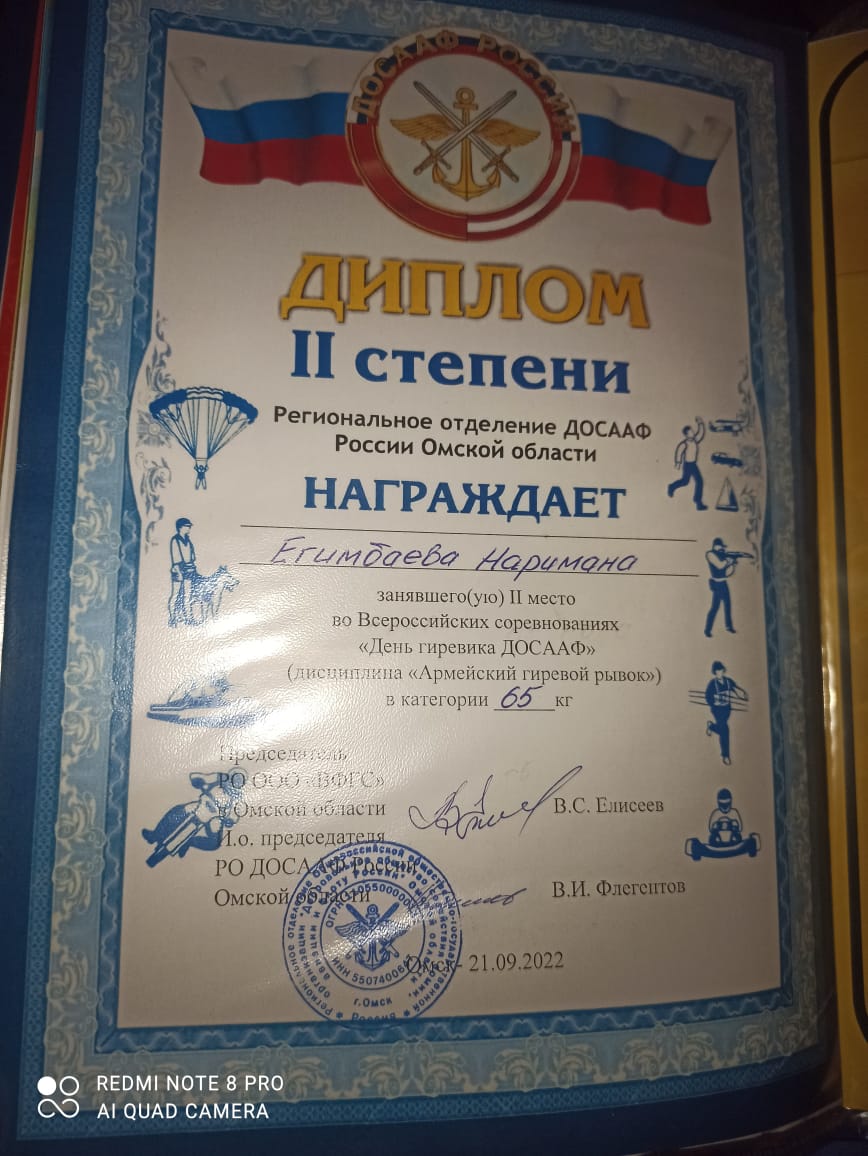 ДОСААФ РОССИИ
ДИПЛОМ
II степени
Региональное отделение ДОСААФ
России Омской области
НАГРАЖДАЕТ
Егимбаева Наримана
занявшего(ую) II место
во Всероссийских соревнованиях
«День гиревика ДОСААФ»
(дисциплина «Армейский гиревой рывок»)
в категории 65 кг
Председатель
РО ООО «ВФГС»
в Омской области
В.С. Елисеев
И.о. председателя
РО ДОСААФ России
Омской области
В.И. Флегентов
г.Омск
Россия
Омск- 21.09.2022
REDMI NOTE 8 PRO
AI QUAD CAMERA